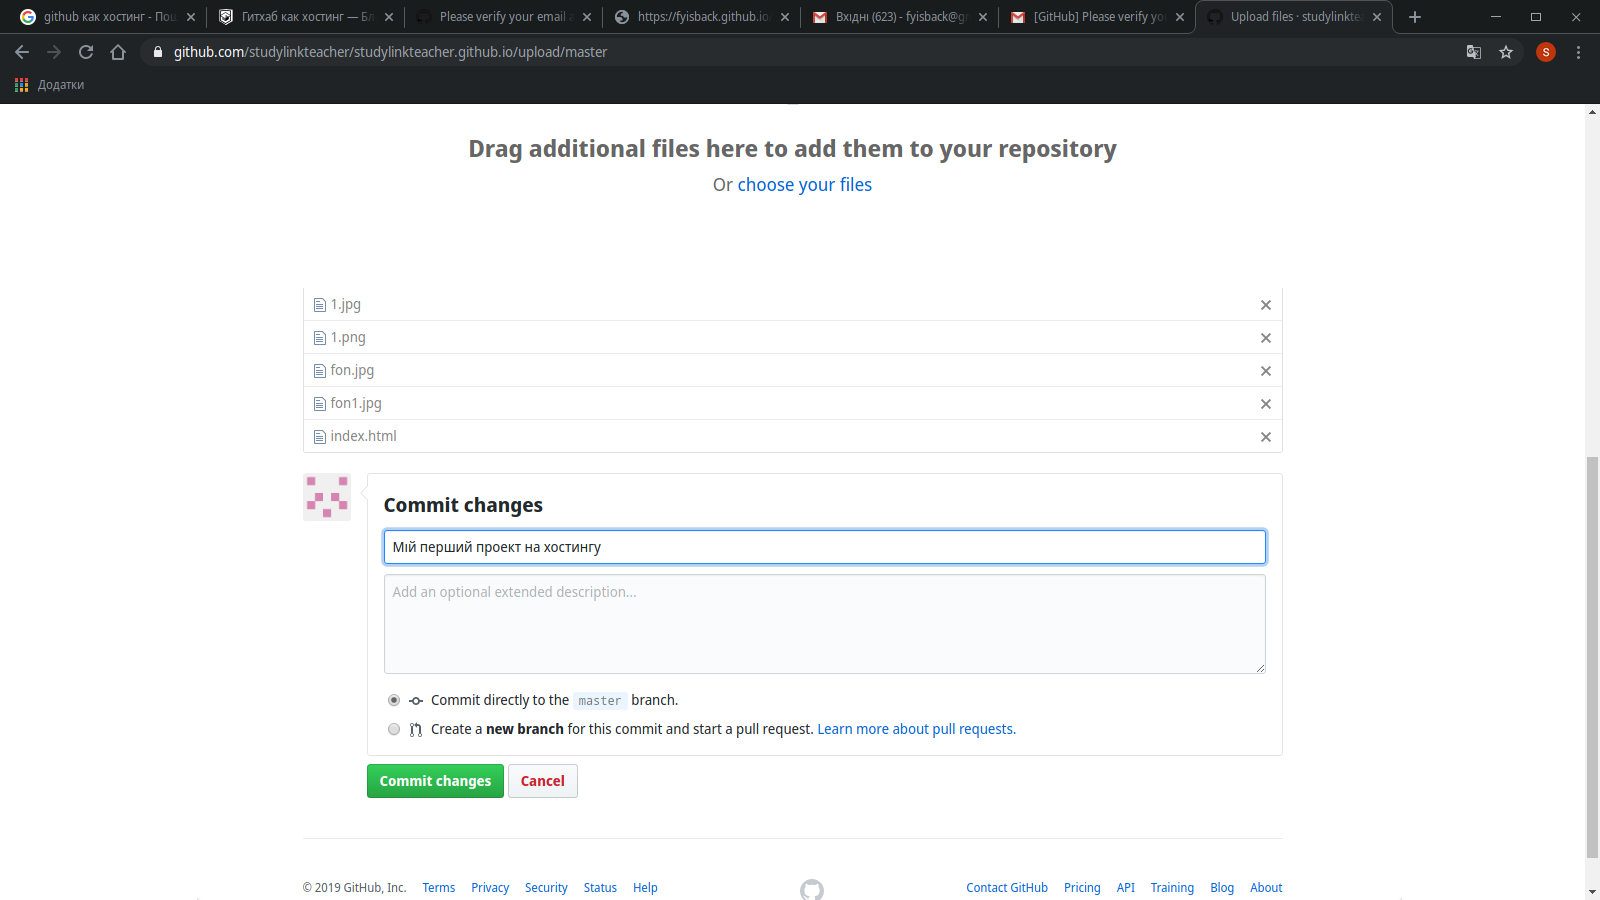 github как хостинг - Пош
Гитхаб как хостинг — Бл
Please verify your email a
https://fyisback.github.io
Вхідні (623) - fyisback@gm
[GitHub] Please verify yo
Upload files · studylinktea
github.com/studylinkteacher/studylinkteacher.github.io/upload/master
S
Додатки
Drag additional files here to add them to your repository
Or choose your files
1.jpg
1.png
fon.jpg
fon1.jpg
index.html
Commit changes
Мій перший проект на хостингу
Add an optional extended description...
Commit directly to the master branch.
Create a new branch for this commit and start a pull request. Learn more about pull requests.
Commit changes Cancel
© 2019 GitHub, Inc. Terms Privacy Security Status Help Contact GitHub Pricing API Training Blog About